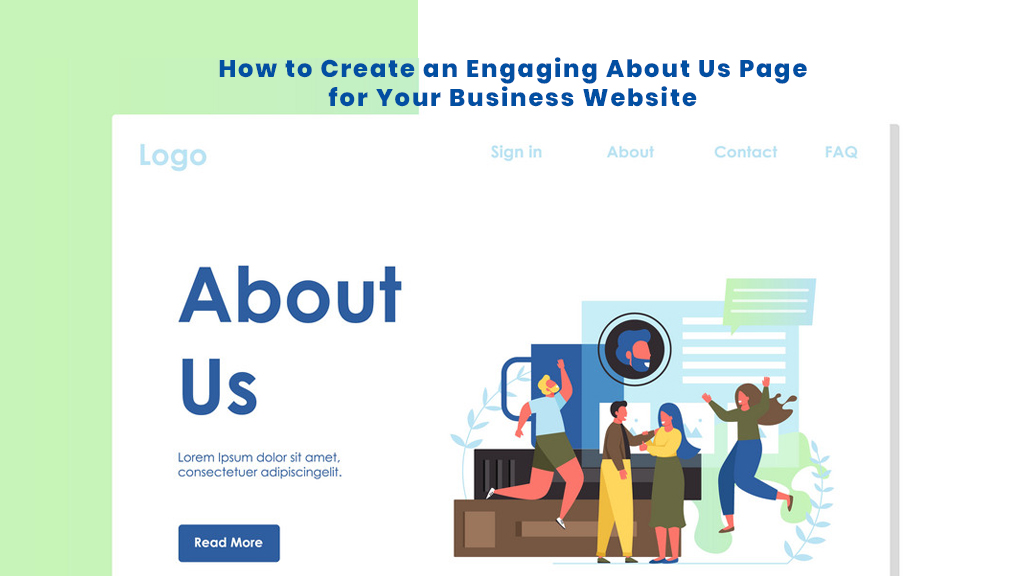 How to Create an Engaging About Us Page
for Your Business Website
Logo
Sign in
About
Contact
FAQ
About
Us
Lorem Ipsum dolor sit amet,
consectetuer adipiscingelit.
Read More